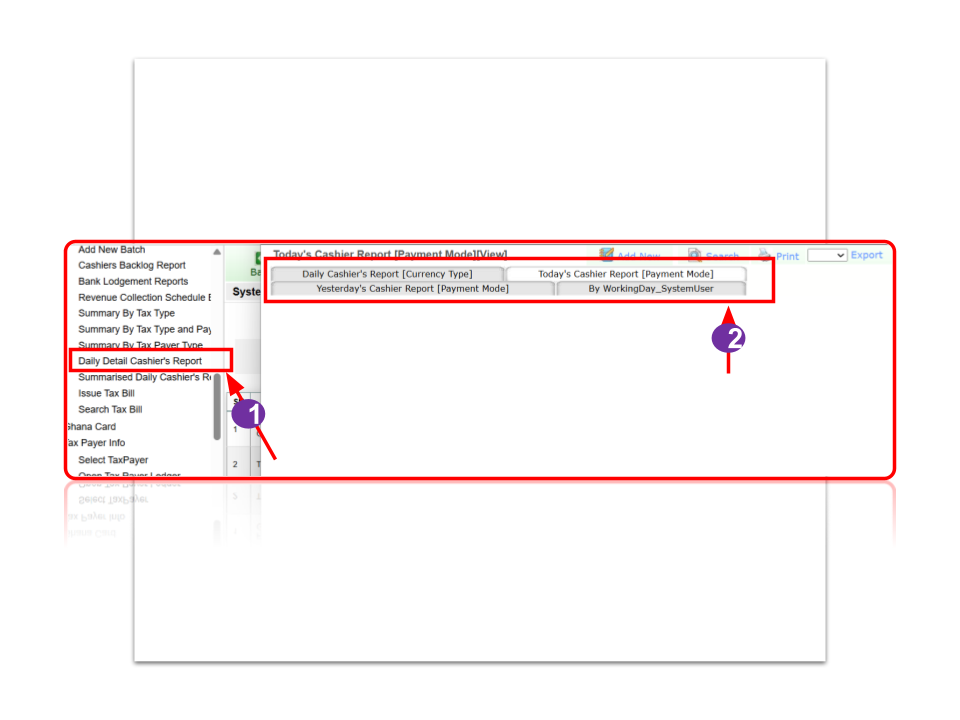 Add New Batch
Cashiers Backlog Report
Bank Lodgement Reports
Revenue Collection Schedule
Summary By Tax Type
Summary By Tax Type and Pay
Summary By Tax Payer Type
Daily Detail Cashier's Report
Summarised Daily Cashier's R
Issue Tax Bill
Search Tax Bill
hana Card
ax Payer Info
Select TaxPayer
Open Tax Payer Ledger
Ba
Syste
1
2 T
Today's Cashier Report [Payment Mode][View]
Add New
Search
Print
Export
Daily Cashier's Report [Currency Type]
Today's Cashier Report [Payment Mode]
Yesterday's Cashier Report [Payment Mode]
By WorkingDay_SystemUser
1
2